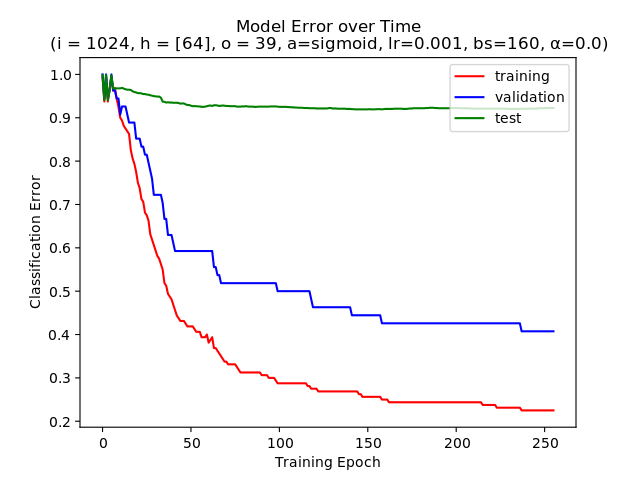 Model Error over Time
(i = 1024, h = [64], o = 39, a=sigmoid, lr=0.001, bs=160, α=0.0)
training
validation
test
Classification Error
1.0
0.9
0.8
0.7
0.6
0.5
0.4
0.3
0.2
0 50 100 150 200 250
Training Epoch